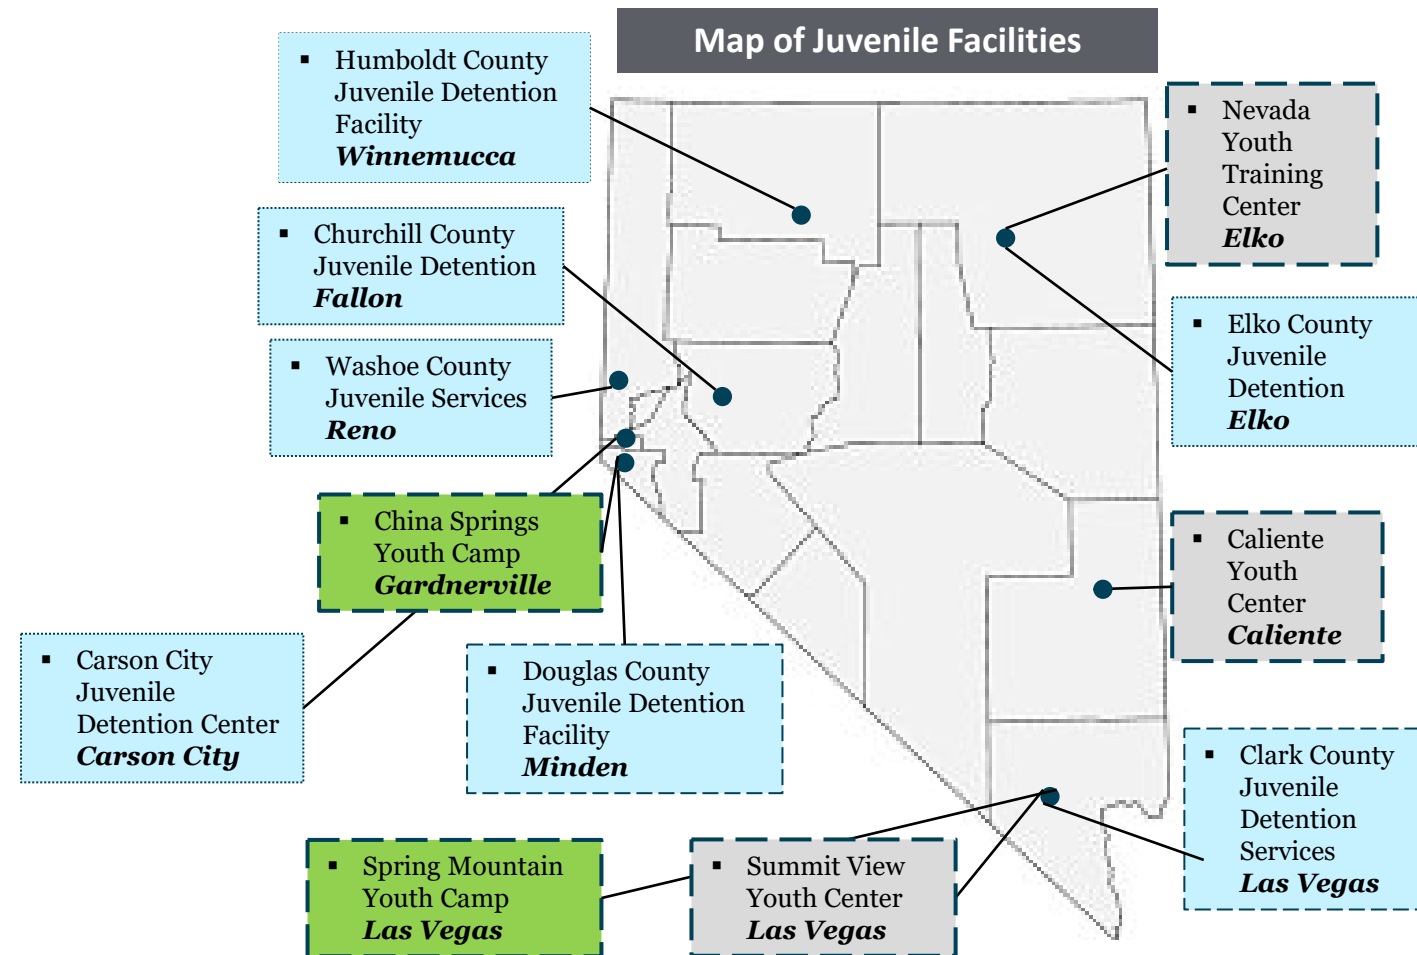 Map of Juvenile Facilities
▪ Humboldt County
Juvenile Detention
Facility
Winnemucca
▪ Churchill County
Juvenile Detention
Fallon
▪ Washoe County
Juvenile Services
Reno
▪ China Springs
Youth Camp
Gardnerville
▪ Carson City
Juvenile
Detention Center
Carson City
▪ Douglas County
Juvenile Detention
Facility
Minden
▪ Spring Mountain
Youth Camp
Las Vegas
▪ Summit View
Youth Center
Las Vegas
▪ Nevada
Youth
Training
Center
Elko
▪ Elko County
Juvenile
Detention
Elko
▪ Caliente
Youth
Center
Caliente
▪ Clark County
Juvenile
Detention
Services
Las Vegas